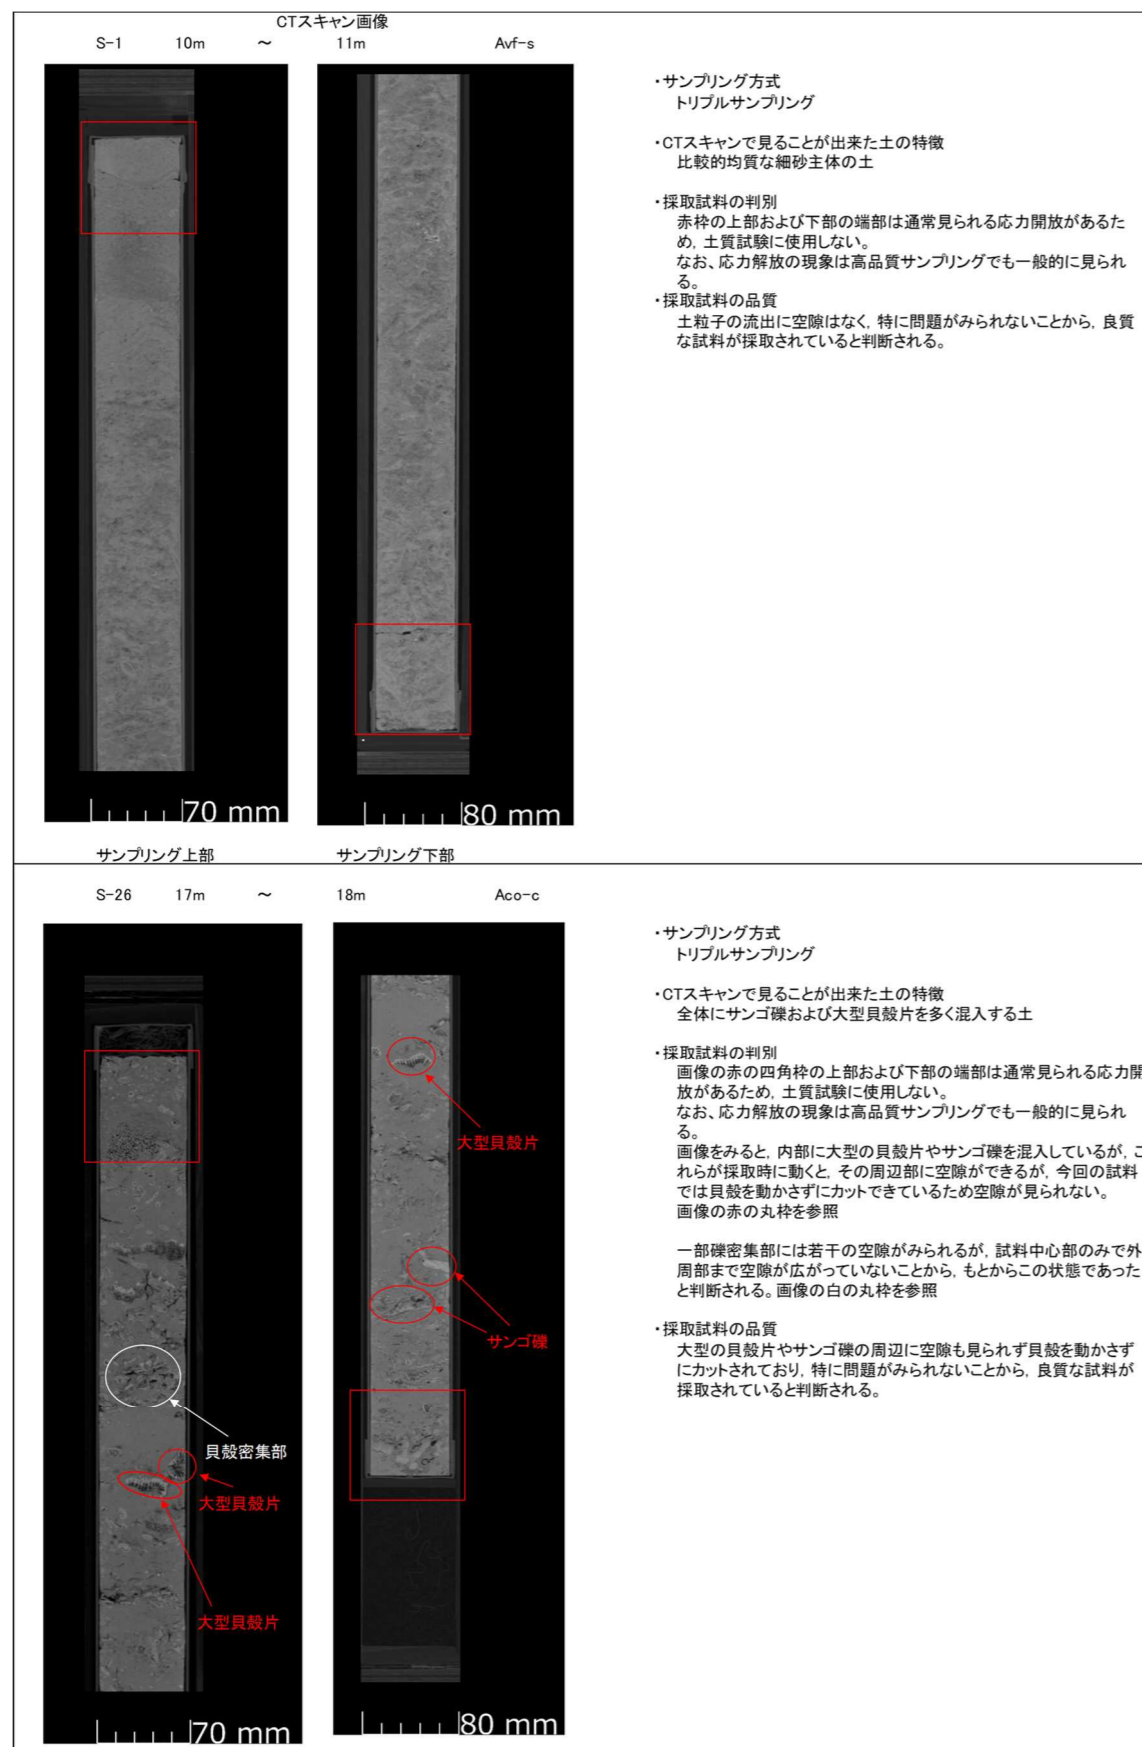 CTスキャン画像
S-1 10m ～ 11m Avf-s
70 mm
80 mm
サンプリング上部 サンプリング下部
・サンプリング方式
トリプルサンプリング
・CTスキャンで見ることが出来た土の特徴
比較的均質な細砂主体の土
・採取試料の判別
赤枠の上部および下部の端部は通常見られる応力開放があるた
め，土質試験に使用しない。
なお、応力解放の現象は高品質サンプリングでも一般的に見られ
る。
・採取試料の品質
土粒子の流出に空隙はなく，特に問題がみられないことから，良質
な試料が採取されていると判断される。
S-26 17m ～ 18m Aco-c
貝殻密集部
大型貝殻片
大型貝殻片
70 mm
大型貝殻片
サンゴ礫
80 mm
・サンプリング方式
トリプルサンプリング
・CTスキャンで見ることが出来た土の特徴
全体にサンゴ礫および大型貝殻片を多く混入する土
・採取試料の判別
画像の赤の四角枠の上部および下部の端部は通常見られる応力開
放があるため，土質試験に使用しない。
なお、応力解放の現象は高品質サンプリングでも一般的に見られ
る。
画像をみると，内部に大型の貝殻片やサンゴ礫を混入しているが，こ
れらが採取時に動くと，その周辺部に空隙ができるが，今回の試料
では貝殻を動かさずにカットできているため空隙が見られない。
画像の赤の丸枠を参照
一部礫密集部には若干の空隙がみられるが，試料中心部のみで外
周部まで空隙が広がっていないことから，もとからこの状態であった
と判断される。画像の白の丸枠を参照
・採取試料の品質
大型の貝殻片やサンゴ礫の周辺に空隙も見られず貝殻を動かさず
にカットされており，特に問題がみられないことから，良質な試料が
採取されていると判断される。